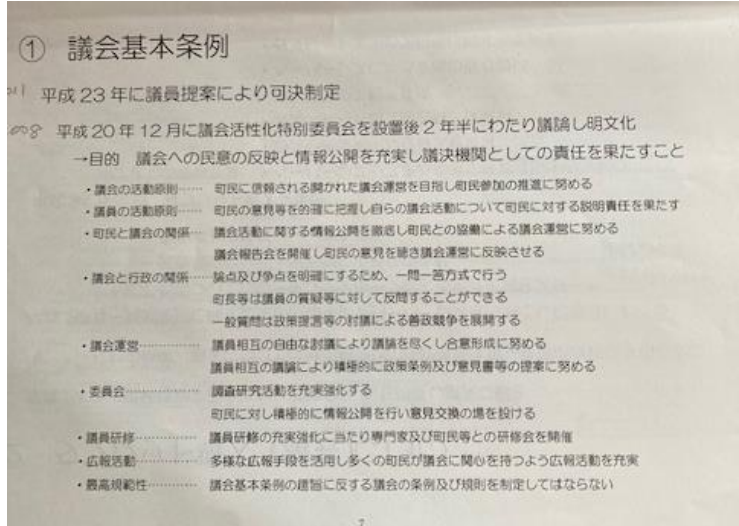 ① 議会基本条例
平成 23 年に議員提案により可決制定
008 平成 20 年 12 月に議会活性化特別委員会を設置後 2 年半にわたり議論し明文化
→目的 議会への民意の反映と情報公開を充実し議決機関としての責任を果たすこと
・議会の活動原則…… 町民に信頼される開かれた議会運営を目指し町民参加の推進に努める
・議員の活動原則…… 町民の意見等を的確に把握し自らの議会活動について町民に対する説明責任を果たす
・町民と議会の関係… 議会活動に関する情報公開を徹底し町民との協働による議会運営に努める
議会報告会を開催し町民の意見を聴き議会運営に反映させる
・議会と行政の関係… 論点及び争点を明確にするため、一問一答方式で行う
町長等は議員の質疑等に対して反問することができる
一般質問は政策提言等の討議による善政競争を展開する
・議会運営………… 議員相互の自由な討議により議論を尽くし合意形成に努める
議員相互の議論により積極的に政策条例及び意見書等の提案に努める
・委員会………… 調査研究活動を充実強化する
町民に対し積極的に情報公開を行い意見交換の場を設ける
・議員研修………… 議員研修の充実強化に当たり専門家及び町民等との研修会を開催
・広報活動………… 多様な広報手段を活用し多くの町民が議会に関心を持つよう広報活動を充実
・最高規範性……… 議会基本条例の趣旨に反する議会の条例及び規則を制定してはならない
7